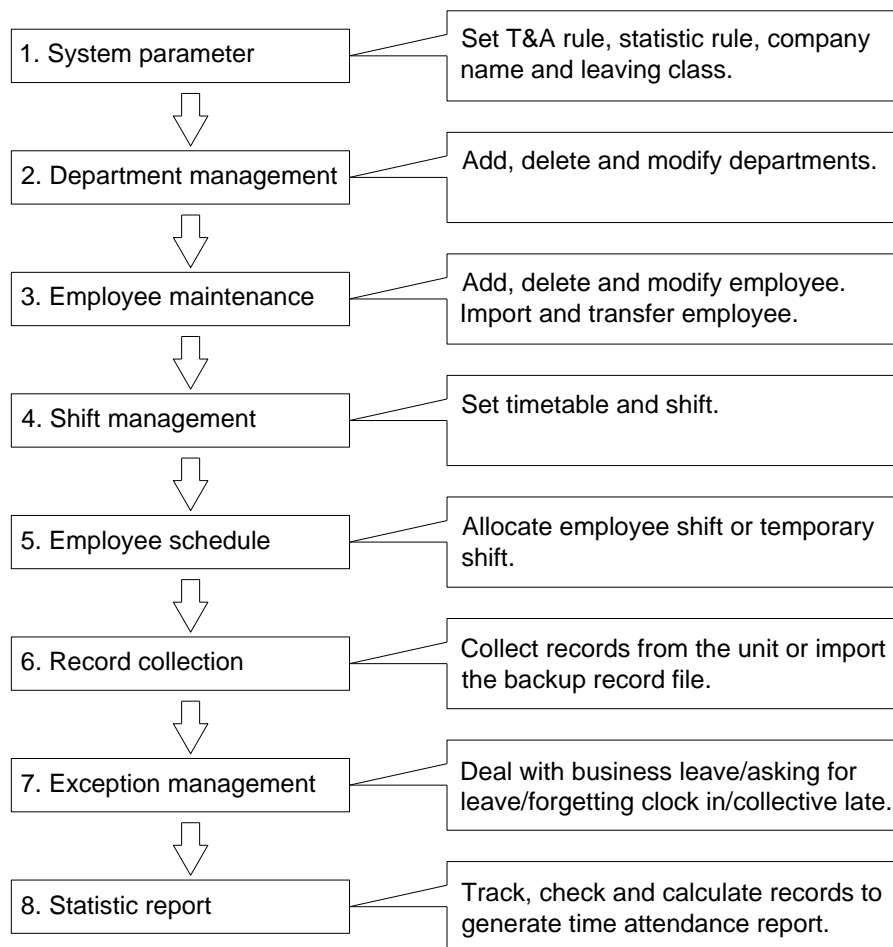 1. System parameter
Set T&A rule, statistic rule, company
name and leaving class.
2. Department management
Add, delete and modify departments.
3. Employee maintenance
Add, delete and modify employee.
Import and transfer employee.
4. Shift management
Set timetable and shift.
5. Employee schedule
Allocate employee shift or temporary
shift.
6. Record collection
Collect records from the unit or import
the backup record file.
7. Exception management
Deal with business leave/asking for
leave/forgetting clock in/collective late.
8. Statistic report
Track, check and calculate records to
generate time attendance report.